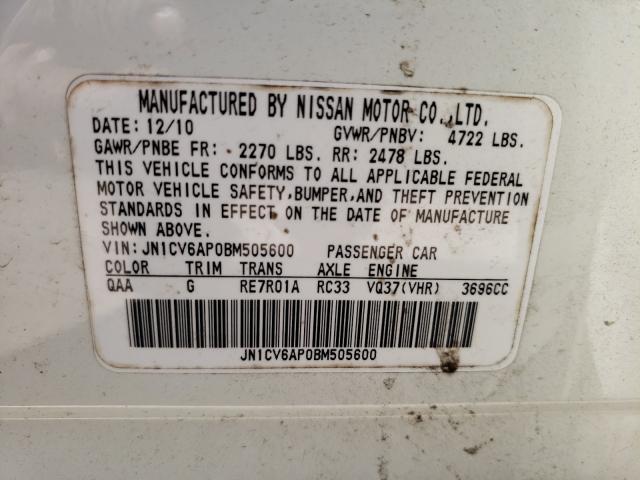 MANUFACTURED BY NISSAN MOTOR CO.,LTD.
DATE: 12/10 GVWR/PNBV: 4722 LBS.
GAWR/PNBE FR: 2270 LBS. RR: 2478 LBS.
THIS VEHICLE CONFORMS TO ALL APPLICABLE FEDERAL
MOTOR VEHICLE SAFETY,BUMPER,AND THEFT PREVENTION
STANDARDS IN EFFECT ON THE DATE OF MANUFACTURE
SHOWN ABOVE.
VIN: JN1CV6AP0BM505600 PASSENGER CAR
COLOR TRIM TRANS AXLE ENGINE
QAA G RE7R01A RC33 VQ37(VHR) 3696CC
JN1CV6AP0BM505600